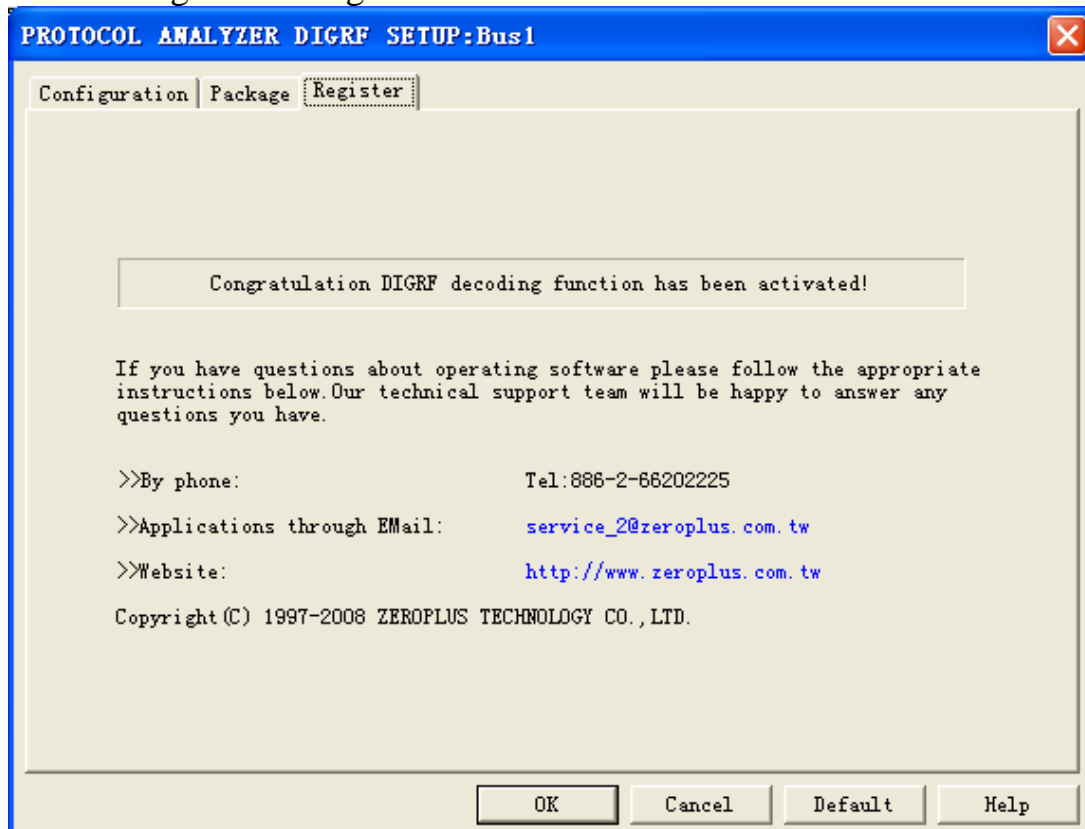 PROTOCOL ANALYZER DIGRF SETUP:Bus1
Configuration Package Register
Congratulation DIGRF decoding function has been activated!
If you have questions about operating software please follow the appropriate
instructions below.Our technical support team will be happy to answer any
questions you have.
>>By phone: Tel:886-2-66202225
>>Applications through EMail: service_2@zeroplus.com.tw
>>Website: http://www.zeroplus.com.tw
Copyright(C) 1997-2008 ZEROPLUS TECHNOLOGY CO.,LTD.
OK Cancel Default Help